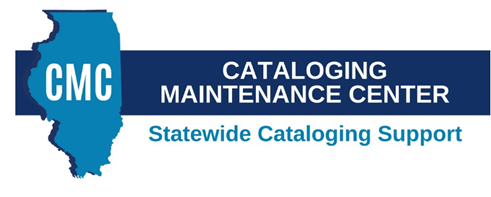 CMC
CATALOGING
MAINTENANCE CENTER
Statewide Cataloging Support